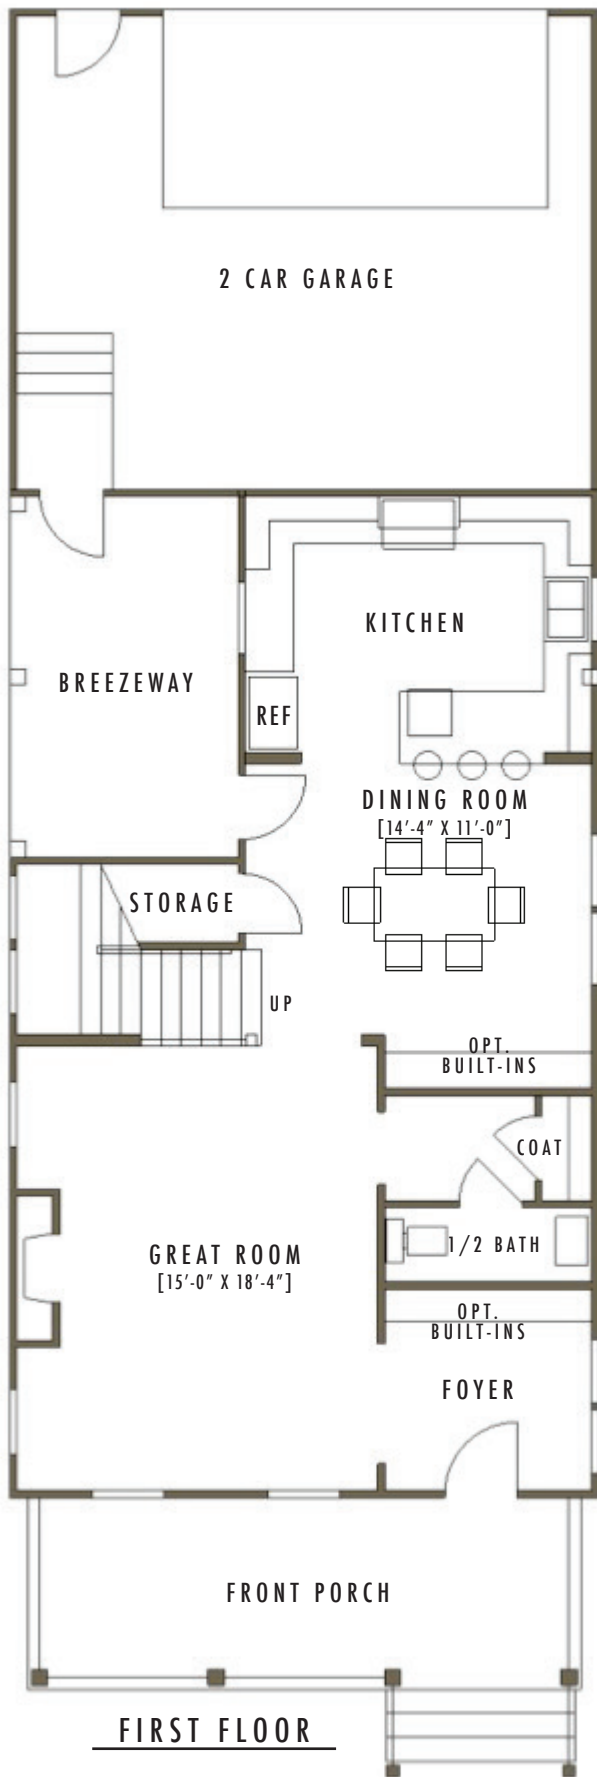 2 CAR GARAGE
KITCHEN
BREEZEWAY
REF
DINING ROOM
[14'-4" X 11'-0"]
STORAGE
UP
OPT.
BUILT-INS
COAT
1/2 BATH
GREAT ROOM
[15'-0" X 18'-4"]
OPT.
BUILT-INS
FOYER
FRONT PORCH
FIRST FLOOR